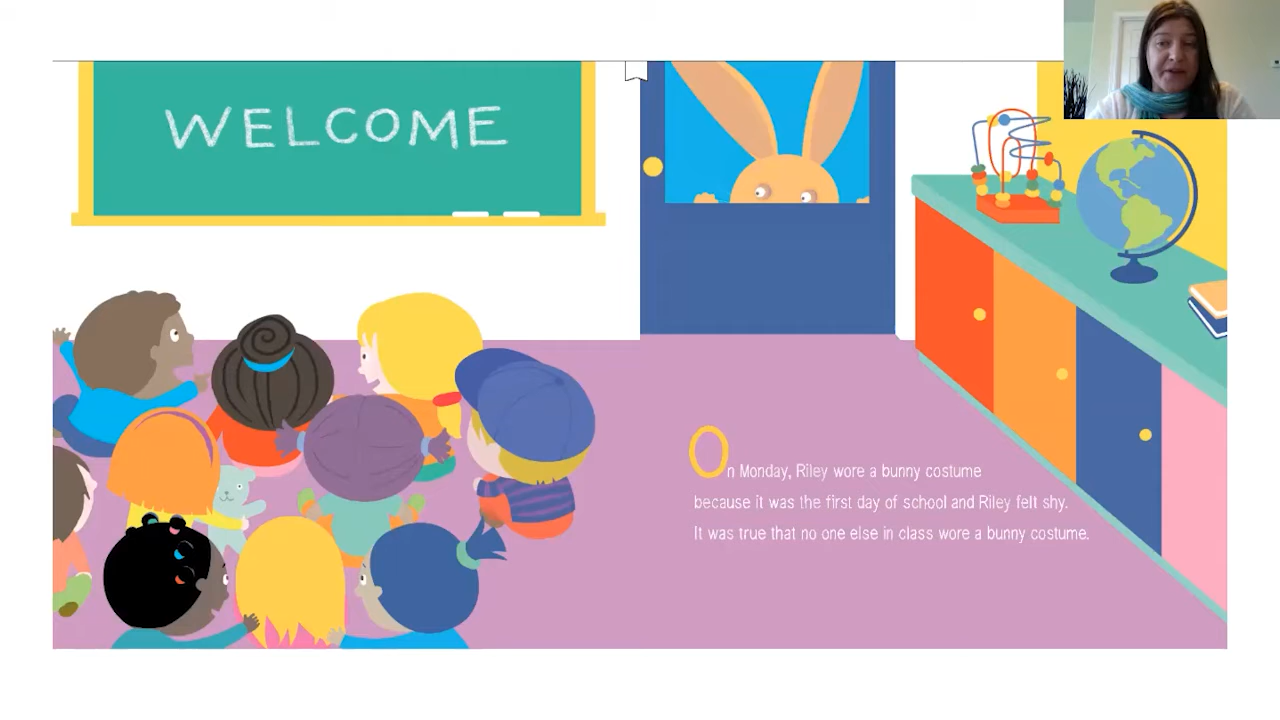 WELCOME
On Monday, Riley wore a bunny costume
because it was the first day of school and Riley felt shy.
It was true that no one else in class wore a bunny costume.